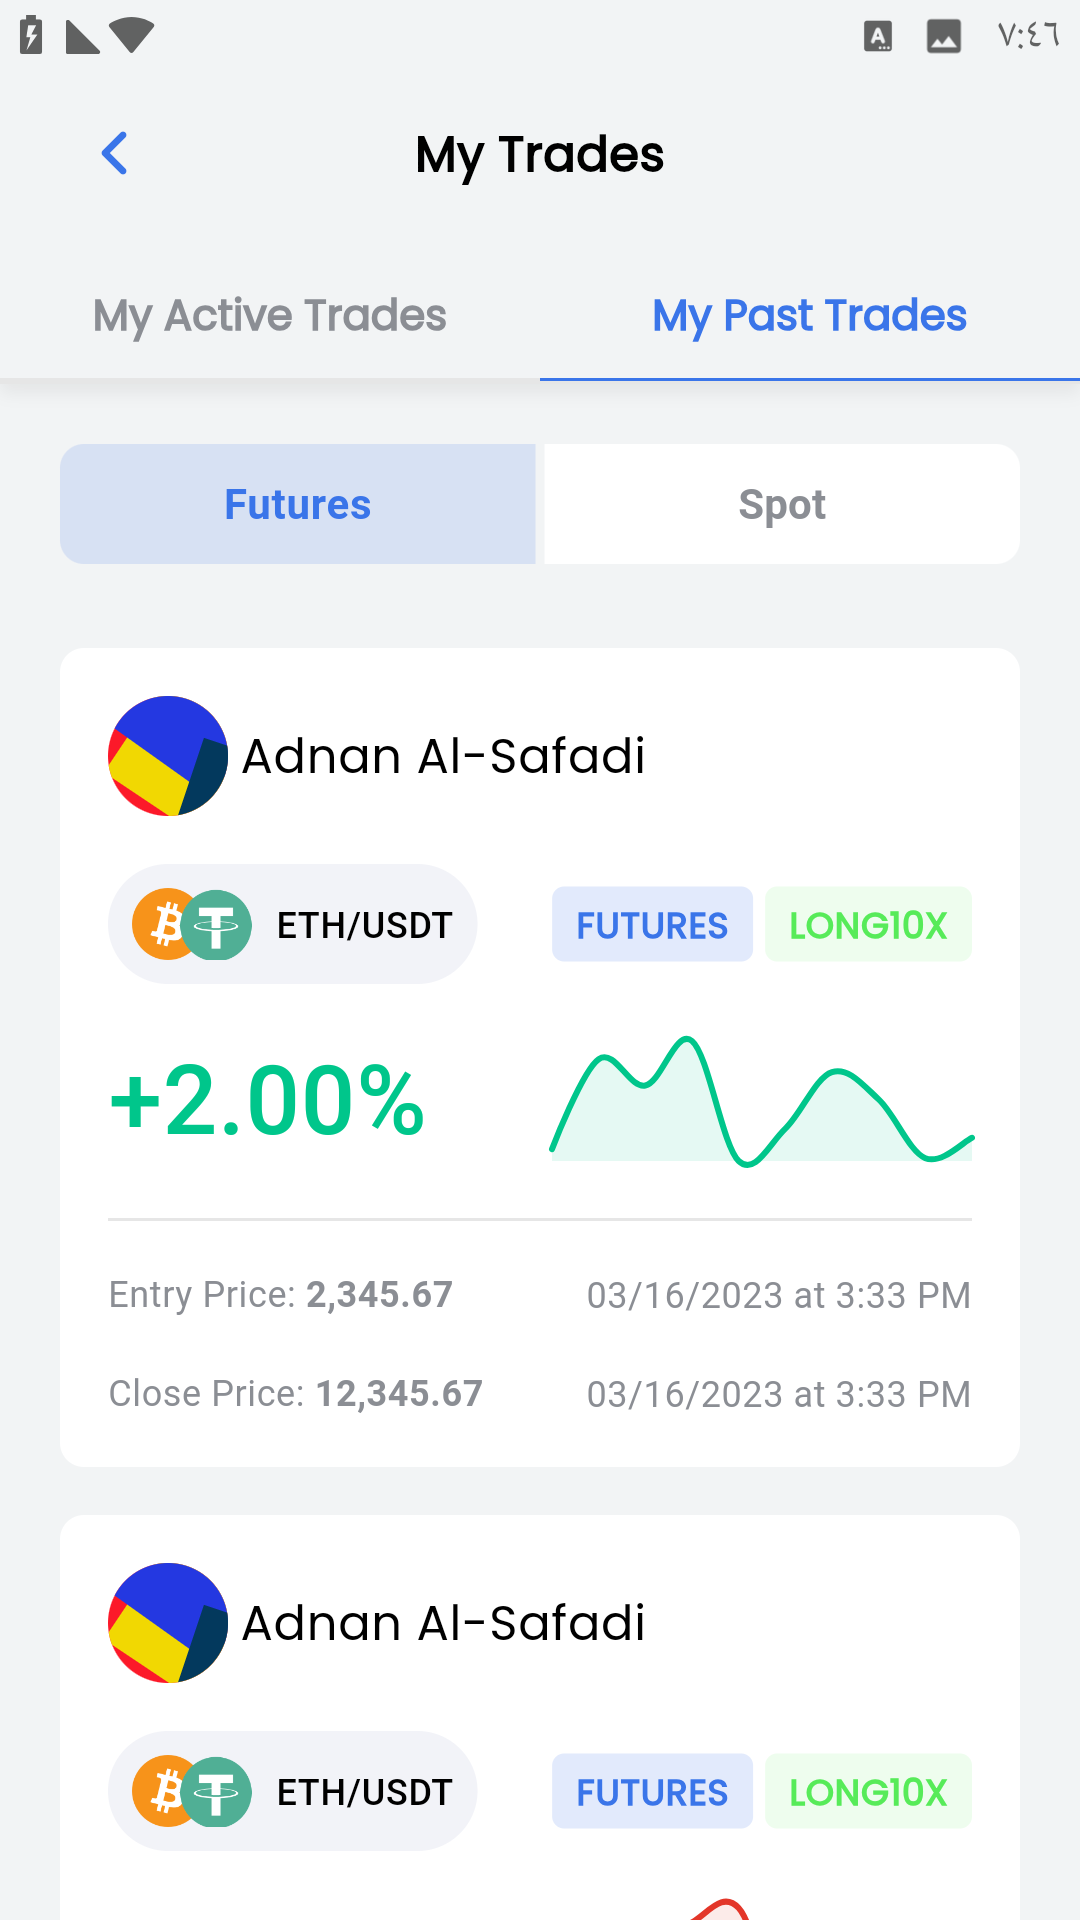 ٧:٤٦
My Trades
My Active Trades
My Past Trades
Futures
Spot
Adnan Al-Safadi
ETH/USDT
FUTURES
LONG10X
+2.00%
Entry Price: 2,345.67
03/16/2023 at 3:33 PM
Close Price: 12,345.67
03/16/2023 at 3:33 PM
Adnan Al-Safadi
ETH/USDT
FUTURES
LONG10X